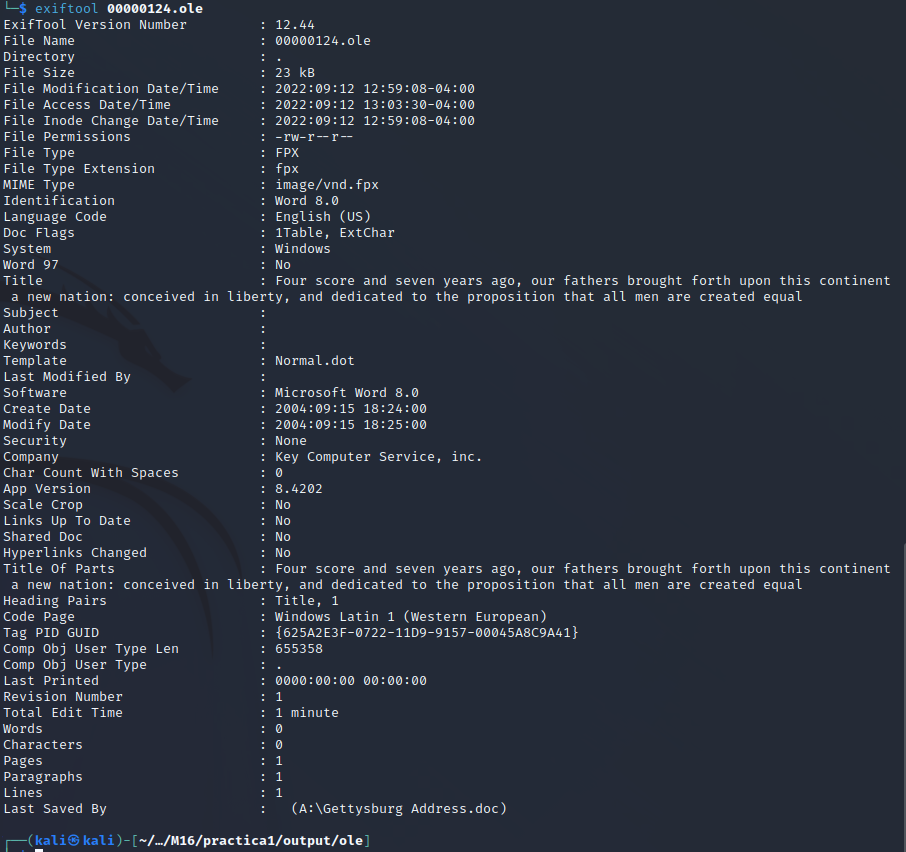 └─$ exiftool 00000124.ole
ExifTool Version Number         : 12.44
File Name                       : 00000124.ole
Directory                       : .
File Size                       : 23 kB
File Modification Date/Time     : 2022:09:12 12:59:08-04:00
File Access Date/Time           : 2022:09:12 13:03:30-04:00
File Inode Change Date/Time     : 2022:09:12 12:59:08-04:00
File Permissions                : -rw-r--r--
File Type                       : FPX
File Type Extension             : fpx
MIME Type                       : image/vnd.fpx
Identification                  : Word 8.0
Language Code                   : English (US)
Doc Flags                       : 1Table, ExtChar
System                          : Windows
Word 97                         : No
Title                           : Four score and seven years ago, our fathers brought forth upon this continent
 a new nation: conceived in liberty, and dedicated to the proposition that all men are created equal
Subject                         :
Author                          :
Keywords                        :
Template                        : Normal.dot
Last Modified By                :
Software                        : Microsoft Word 8.0
Create Date                     : 2004:09:15 18:24:00
Modify Date                     : 2004:09:15 18:25:00
Security                        : None
Company                         : Key Computer Service, inc.
Char Count With Spaces          : 0
App Version                     : 8.4202
Scale Crop                      : No
Links Up To Date                : No
Shared Doc                      : No
Hyperlinks Changed              : No
Title Of Parts                  : Four score and seven years ago, our fathers brought forth upon this continent
 a new nation: conceived in liberty, and dedicated to the proposition that all men are created equal
Heading Pairs                   : Title, 1
Code Page                       : Windows Latin 1 (Western European)
Tag PID GUID                    : {625A2E3F-0722-11D9-9157-00045A8C9A41}
Comp Obj User Type Len          : 655358
Comp Obj User Type              : .
Last Printed                    : 0000:00:00 00:00:00
Revision Number                 : 1
Total Edit Time                 : 1 minute
Words                           : 0
Characters                      : 0
Pages                           : 1
Paragraphs                      : 1
Lines                           : 1
Last Saved By                   :   (A:\Gettysburg Address.doc)
┌──(kali㉿kali)-[~/…/M16/practica1/output/ole]